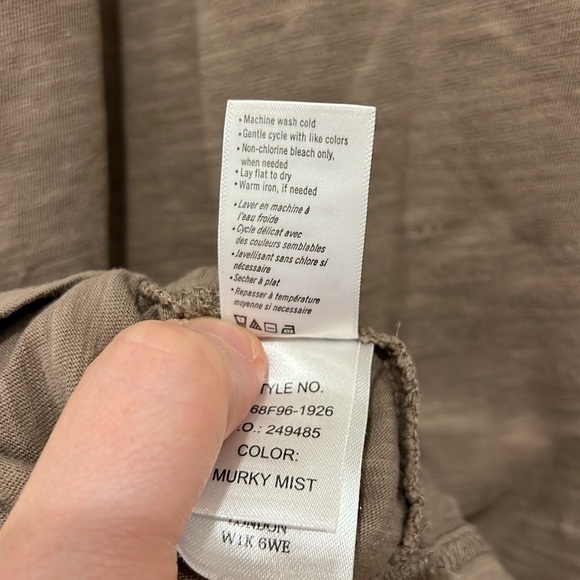 • Machine wash cold
• Gentle cycle with like colors
• Non-chlorine bleach only,
when needed
• Lay flat to dry
• Warm iron, if needed
• Laver en machine à
l'eau froide
• Cycle délicat avec
des couleurs semblables
• Javellisant sans chlore si
nécessaire
• Secher à plat
• Repasser à température
moyenne si nécessaire
TYLE NO.
68F96-1926
.O.: 249485
COLOR:
MURKY MIST
LONDON
W1K 6WE